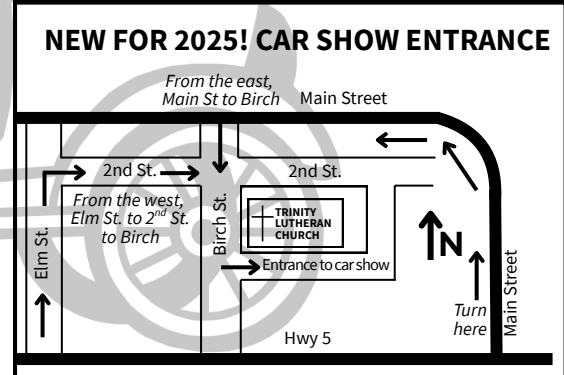 NEW FOR 2025! CAR SHOW ENTRANCE
From the east,
Main St to Birch
Main Street
2nd St.
2nd St.
From the west,
Elm St. to 2nd St.
to Birch
Elm St.
Birch St.
TRINITY
LUTHERAN
CHURCH
Entrance to car show
N
Turn
here
Main Street
Hwy 5